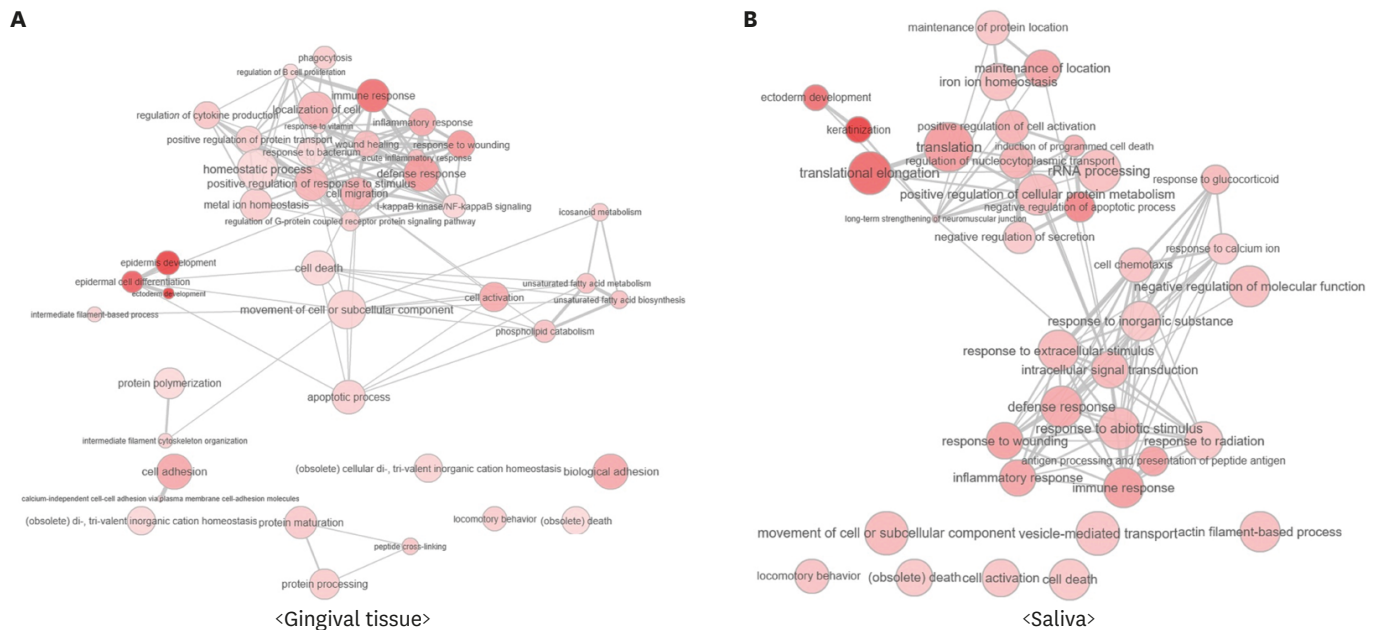 A
phagocytosis
regulation of B cell proliferation
immune response
localization of cell
regulation of cytokine production
response to vitamin
inflammatory response
positive regulation of protein transport
wound healing
response to wounding
response to bacterium
acute inflammatory response
homeostatic process
defense response
positive regulation of response to stimulus
cell migration
metal ion homeostasis
I-kappaB kinase/NF-kappaB signaling
regulation of G-protein coupled receptor protein signaling pathway
icosanoid metabolism
epidermis development
cell death
epidermal cell differentiation
unsaturated fatty acid metabolism
ectoderm development
cell activation
unsaturated fatty acid biosynthesis
intermediate filament-based process
movement of cell or subcellular component
phospholipid catabolism
protein polymerization
apoptotic process
intermediate filament cytoskeleton organization
cell adhesion
(obsolete) cellular di-, tri-valent inorganic cation homeostasis
biological adhesion
calcium-independent cell-cell adhesion via plasma membrane cell-adhesion molecules
(obsolete) di-, tri-valent inorganic cation homeostasis
protein maturation
locomotory behavior
(obsolete) death
peptide cross-linking
protein processing
<Gingival tissue>
B
maintenance of protein location
maintenance of location
iron ion homeostasis
ectoderm development
keratinization
positive regulation of cell activation
translation
induction of programmed cell death
regulation of nucleocytoplasmic transport
translational elongation
rRNA processing
response to glucocorticoid
positive regulation of cellular protein metabolism
negative regulation of apoptotic process
long-term strengthening of neuromuscular junction
negative regulation of secretion
response to calcium ion
cell chemotaxis
negative regulation of molecular function
response to inorganic substance
response to extracellular stimulus
intracellular signal transduction
defense response
response to abiotic stimulus
response to wounding
response to radiation
antigen processing and presentation of peptide antigen
inflammatory response
immune response
movement of cell or subcellular component
vesicle-mediated transport
actin filament-based process
locomotory behavior
(obsolete) death
cell activation
cell death
<Saliva>